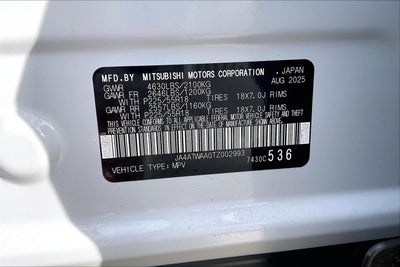 MFD.BY MITSUBISHI MOTORS CORPORATION , JAPAN
GVWR 4630LBS/2100KG AUG.2025
GAWR FR 2646LBS/1200KG
WITH P225/55R18 TIRES 18X7.0J RIMS
GAWR RR 2557LBS/1160KG
WITH P225/55R18 TIRES 18X7.0J RIMS
THIS VEHICLE CONFORMS TO ALL APPLICABLE FEDERAL MOTOR VEHICLE SAFETY AND THEFT
PREVENTION STANDARDS IN EFFECT ON THE DATE OF MANUFACTURE SHOWN ABOVE.
JA4ATWAA0TZ002993
VEHICLE TYPE: MPV 7430C 536